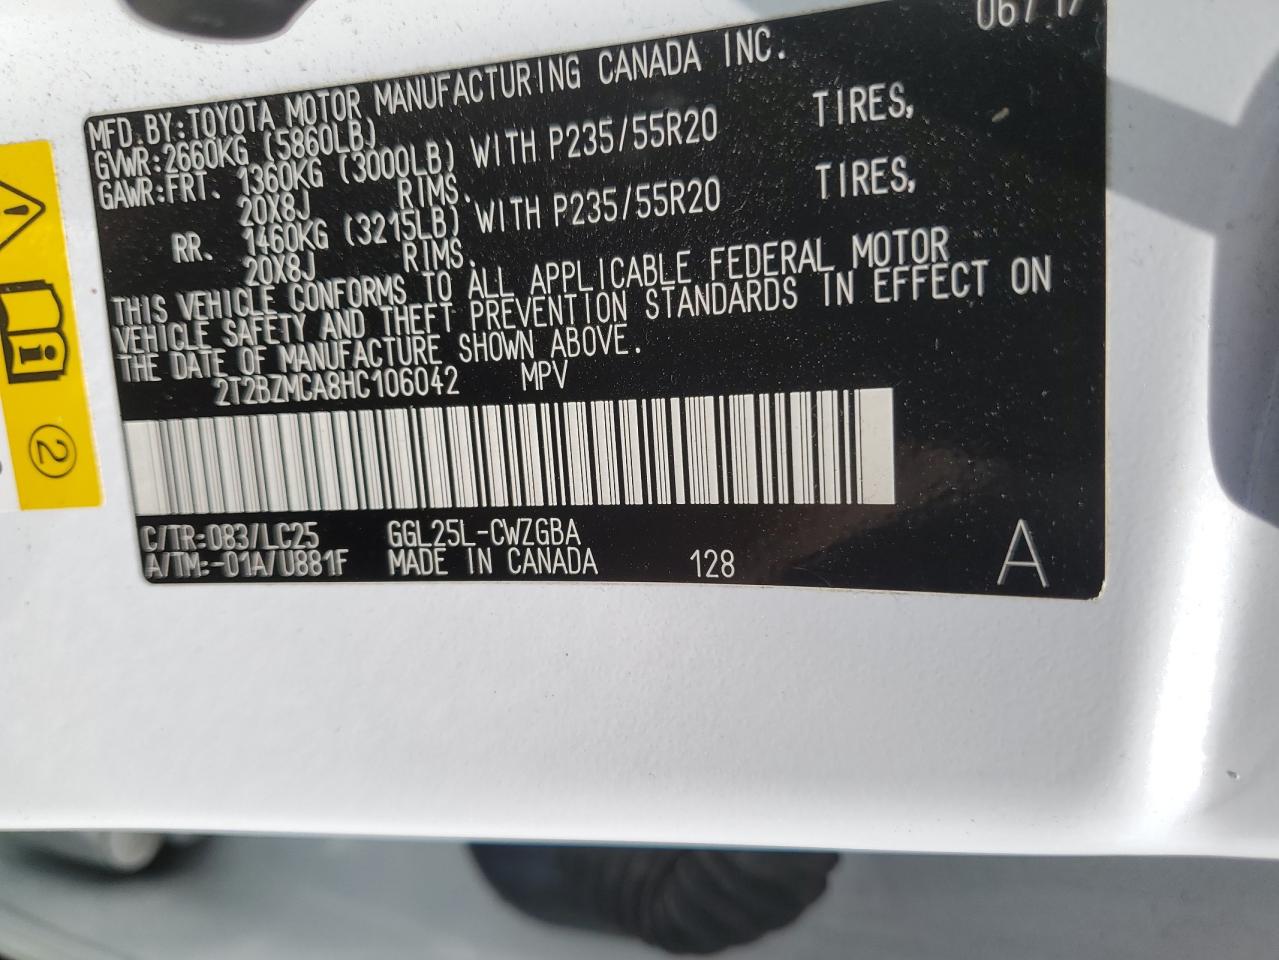 06/17
MFD.BY:TOYOTA MOTOR MANUFACTURING CANADA INC.
GVWR:2660KG (5860LB)
GAWR:FRT. 1360KG (3000LB) WITH P235/55R20 TIRES,
20X8J RIMS.
RR. 1460KG (3215LB) WITH P235/55R20 TIRES,
20X8J RIMS.
THIS VEHICLE CONFORMS TO ALL APPLICABLE FEDERAL MOTOR
VEHICLE SAFETY AND THEFT PREVENTION STANDARDS IN EFFECT ON
THE DATE OF MANUFACTURE SHOWN ABOVE.
2T2BZMCA8HC106042 MPV
C/TR:083/LC25 GGL25L-CWZGBA
A/TM:-01A/U881F MADE IN CANADA 128 A
2